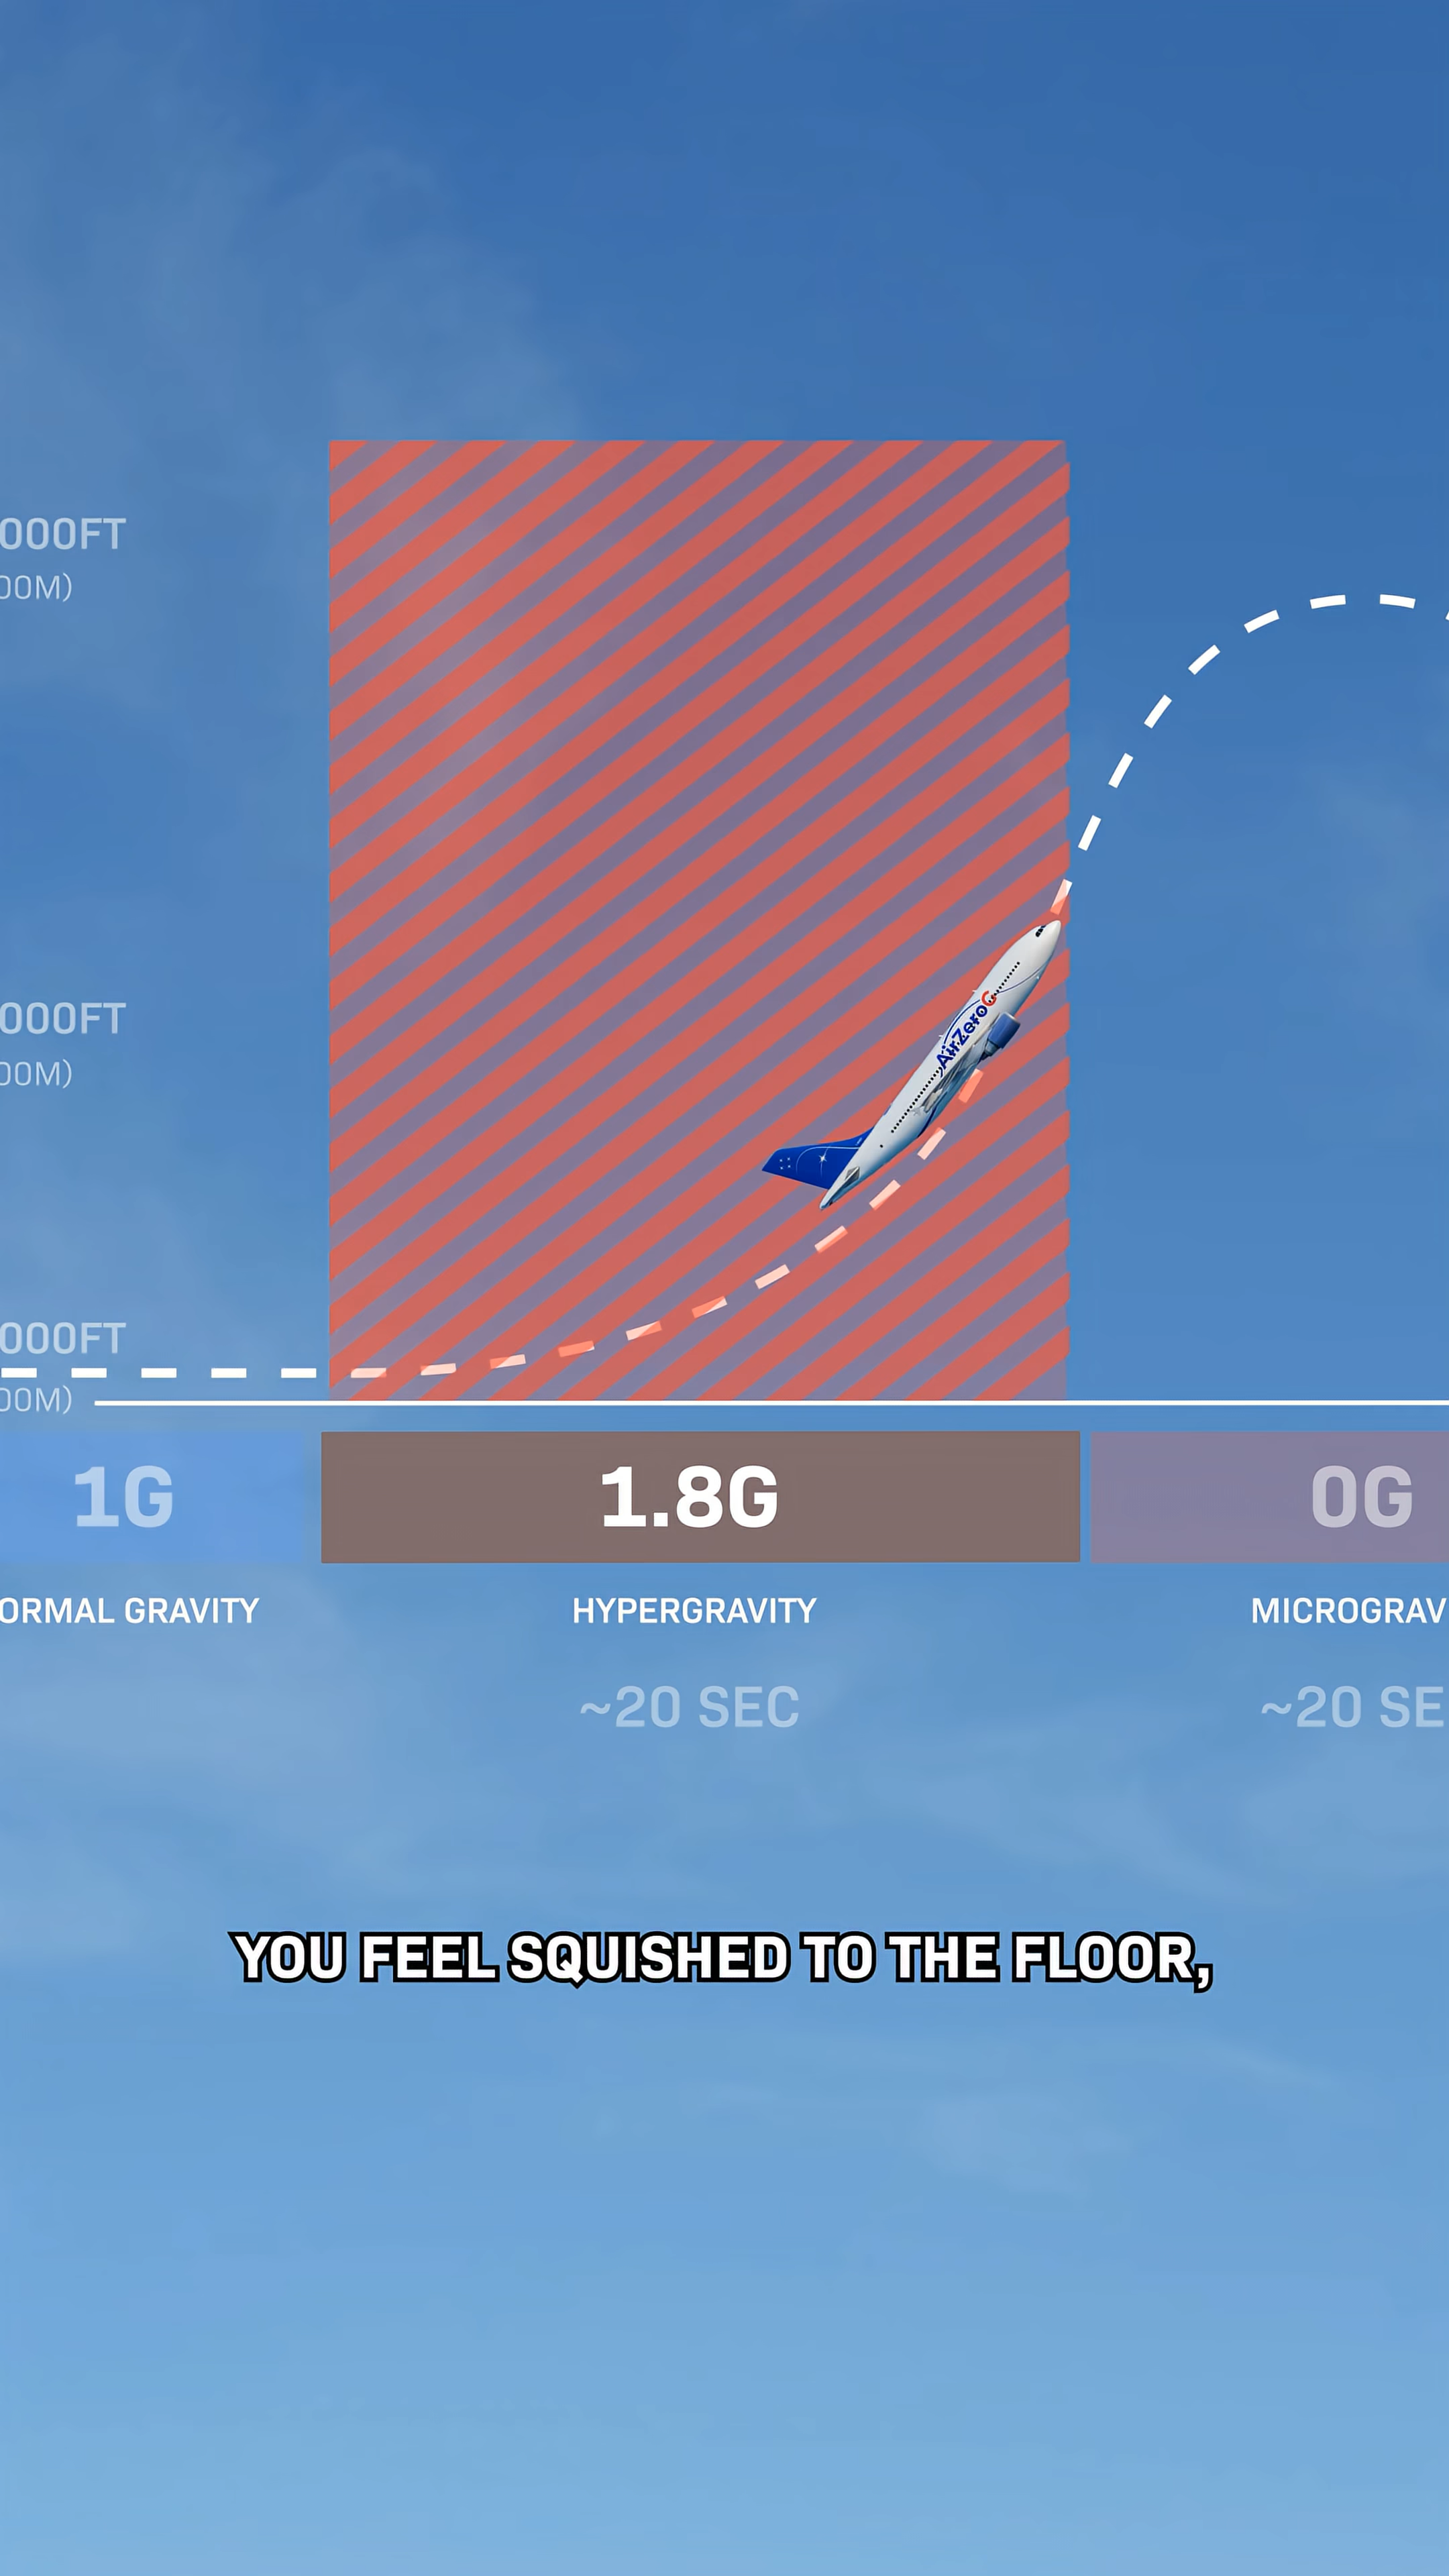 000FT
00M)
AirZeroG
000FT
00M)
000FT
00M)
1G 1.8G 0G
ORMAL GRAVITY HYPERGRAVITY MICROGRAV
~20 SEC ~20 SE
YOU FEEL SQUISHED TO THE FLOOR,